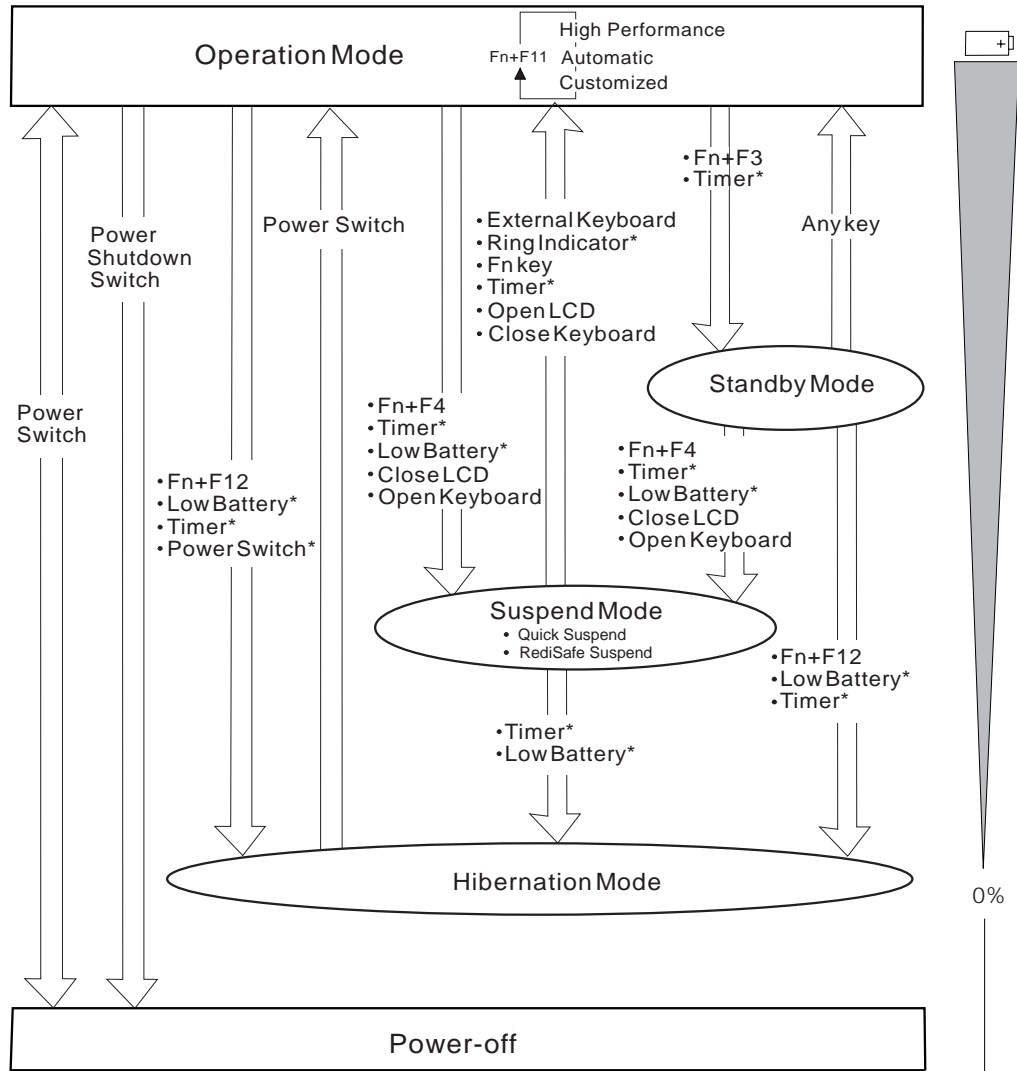 Operation Mode
Fn+F11
High Performance
Automatic
Customized
•Fn+F3
•Timer*
Power
Shutdown
Switch
Power Switch
•External Keyboard
•Ring Indicator*
•Fn key
•Timer*
•Open LCD
•Close Keyboard
Any key
Standby Mode
Power
Switch
•Fn+F12
•Low Battery*
•Timer*
•Power Switch*
•Fn+F4
•Timer*
•Low Battery*
•Close LCD
•Open Keyboard
•Fn+F4
•Timer*
•Low Battery*
•Close LCD
•Open Keyboard
Suspend Mode
• Quick Suspend
• RediSafe Suspend
•Fn+F12
•Low Battery*
•Timer*
•Timer*
•Low Battery*
Hibernation Mode
0%
Power-off
+